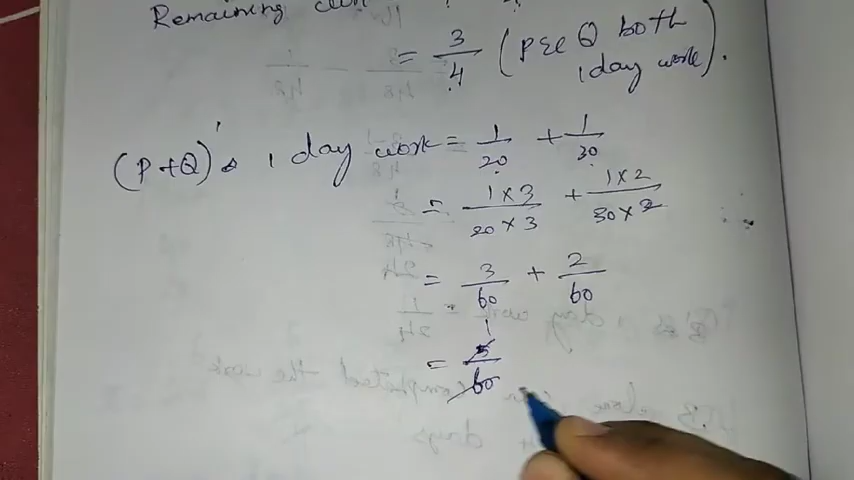 Remaining
= 3/4 (P & Q both 1 day work).
(P+Q)'s 1 day work = 1/20 + 1/30
= 1×3/20×3 + 1×2/30×2
= 3/60 + 2/60
1
= 5/60